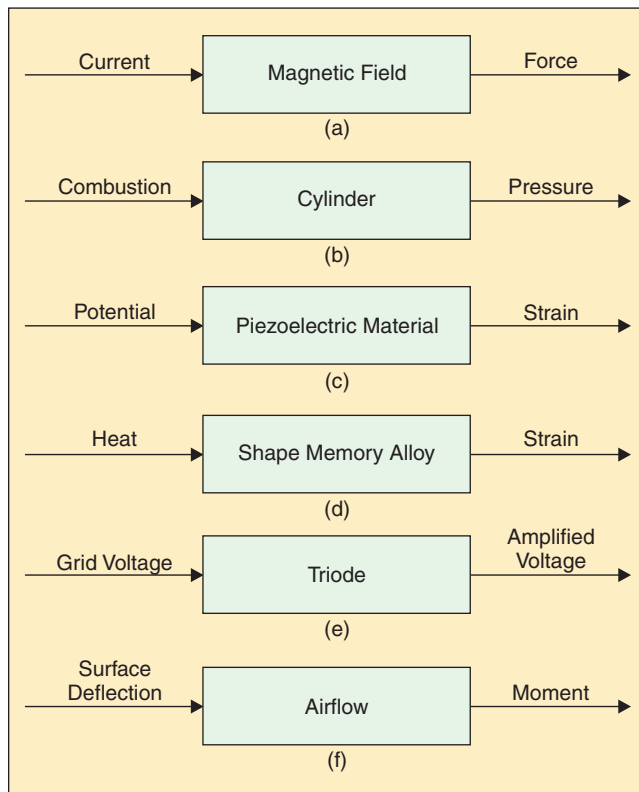 Current
Magnetic Field
Force
(a)
Combustion
Cylinder
Pressure
(b)
Potential
Piezoelectric Material
Strain
(c)
Heat
Shape Memory Alloy
Strain
(d)
Grid Voltage
Triode
Amplified
Voltage
(e)
Surface
Deflection
Airflow
Moment
(f)